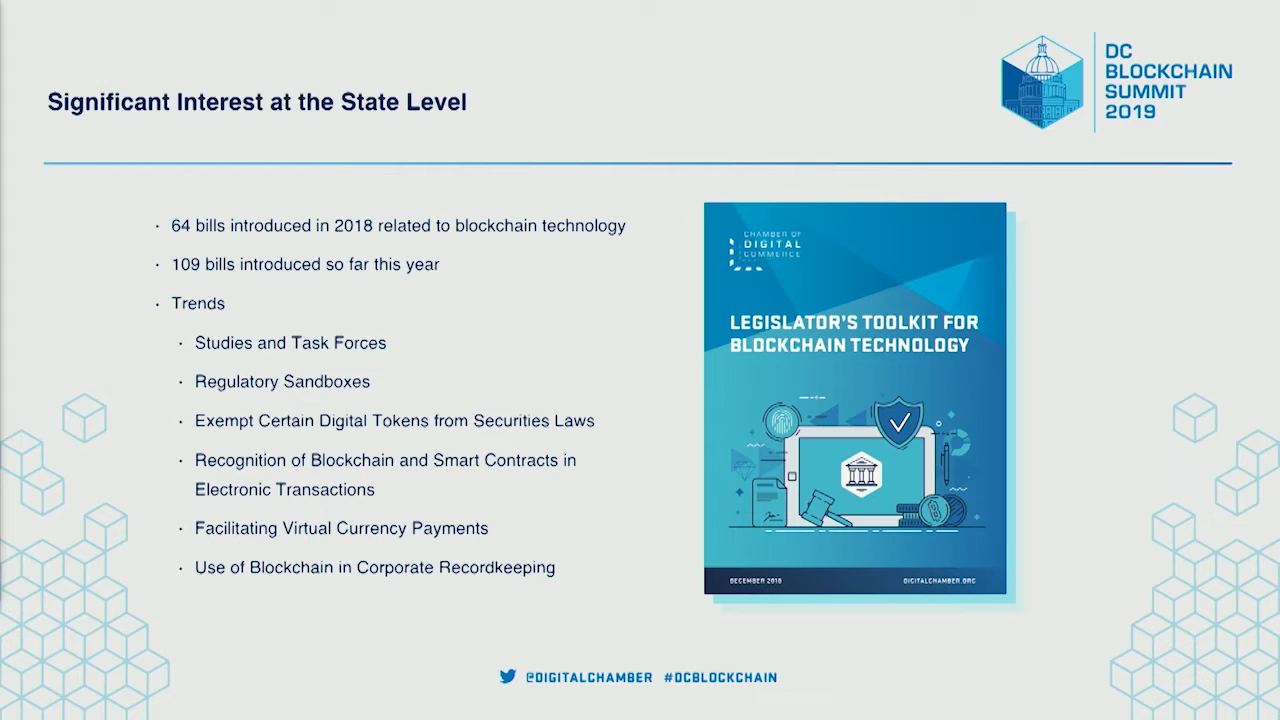 DC
BLOCKCHAIN
SUMMIT
2019
Significant Interest at the State Level
· 64 bills introduced in 2018 related to blockchain technology
· 109 bills introduced so far this year
· Trends
· Studies and Task Forces
· Regulatory Sandboxes
· Exempt Certain Digital Tokens from Securities Laws
· Recognition of Blockchain and Smart Contracts in
Electronic Transactions
· Facilitating Virtual Currency Payments
· Use of Blockchain in Corporate Recordkeeping
CHAMBER OF
DIGITAL
COMMERCE
LEGISLATOR'S TOOLKIT FOR
BLOCKCHAIN TECHNOLOGY
DECEMBER 2018
DIGITALCHAMBER.ORG
@DIGITALCHAMBER #DCBLOCKCHAIN